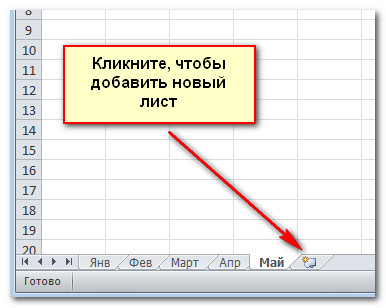 8
9
10
Кликните, чтобы
11
добавить новый
12
лист
13
14
15
16
17
18
19
20
Янв Фев Март Апр Май
Готово